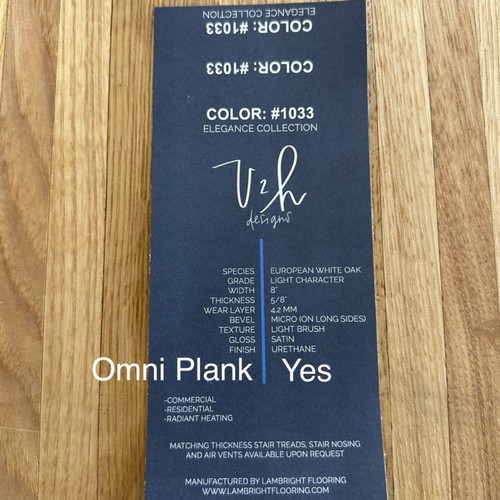 ELEGANCE COLLECTION
COLOR: #1033
COLOR: #1033
COLOR: #1033
ELEGANCE COLLECTION
V2h
designs
SPECIES EUROPEAN WHITE OAK
GRADE LIGHT CHARACTER
WIDTH 8"
THICKNESS 5/8"
WEAR LAYER 4.2 MM
BEVEL MICRO (ON LONG SIDES)
TEXTURE LIGHT BRUSH
GLOSS SATIN
FINISH URETHANE
Omni Plank Yes
-COMMERCIAL
-RESIDENTIAL
-RADIANT HEATING
MATCHING THICKNESS STAIR TREADS, STAIR NOSING
AND AIR VENTS AVAILABLE UPON REQUEST
MANUFACTURED BY LAMBRIGHT FLOORING
WWW.LAMBRIGHTFLOORING.COM